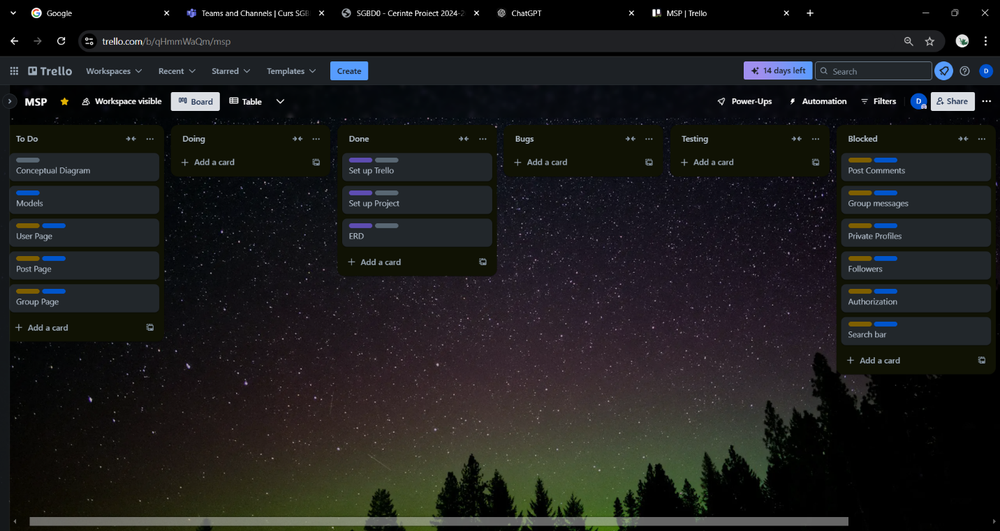 Google
Teams and Channels | Curs SGB
SGBD0 - Cerinte Proiect 2024-2
ChatGPT
MSP | Trello
trello.com/b/qHmmWaQm/msp
Trello
Workspaces
Recent
Starred
Templates
Create
14 days left
Search
D
MSP
Workspace visible
Board
Table
Power-Ups
Automation
Filters
D
Share
To Do
Conceptual Diagram
Models
User Page
Post Page
Group Page
Add a card
Doing
Add a card
Done
Set up Trello
Set up Project
ERD
Add a card
Bugs
Add a card
Testing
Add a card
Blocked
Post Comments
Group messages
Private Profiles
Followers
Authorization
Search bar
Add a card